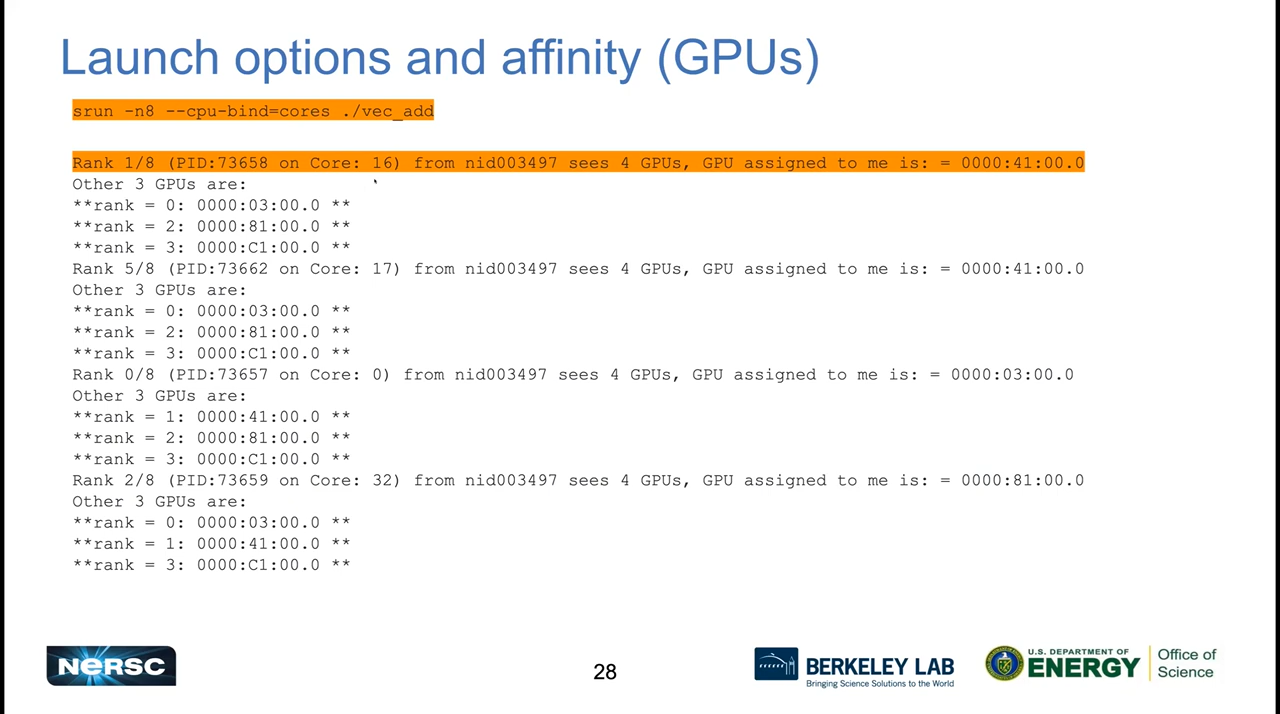 Launch options and affinity (GPUs)
srun -n8 --cpu-bind=cores ./vec_add
Rank 1/8 (PID:73658 on Core: 16) from nid003497 sees 4 GPUs, GPU assigned to me is: = 0000:41:00.0
Other 3 GPUs are:
**rank = 0: 0000:03:00.0 **
**rank = 2: 0000:81:00.0 **
**rank = 3: 0000:C1:00.0 **
Rank 5/8 (PID:73662 on Core: 17) from nid003497 sees 4 GPUs, GPU assigned to me is: = 0000:41:00.0
Other 3 GPUs are:
**rank = 0: 0000:03:00.0 **
**rank = 2: 0000:81:00.0 **
**rank = 3: 0000:C1:00.0 **
Rank 0/8 (PID:73657 on Core: 0) from nid003497 sees 4 GPUs, GPU assigned to me is: = 0000:03:00.0
Other 3 GPUs are:
**rank = 1: 0000:41:00.0 **
**rank = 2: 0000:81:00.0 **
**rank = 3: 0000:C1:00.0 **
Rank 2/8 (PID:73659 on Core: 32) from nid003497 sees 4 GPUs, GPU assigned to me is: = 0000:81:00.0
Other 3 GPUs are:
**rank = 0: 0000:03:00.0 **
**rank = 1: 0000:41:00.0 **
**rank = 3: 0000:C1:00.0 **
NERSC
28
BERKELEY LAB
Bringing Science Solutions to the World
U.S. DEPARTMENT OF
ENERGY
Office of
Science